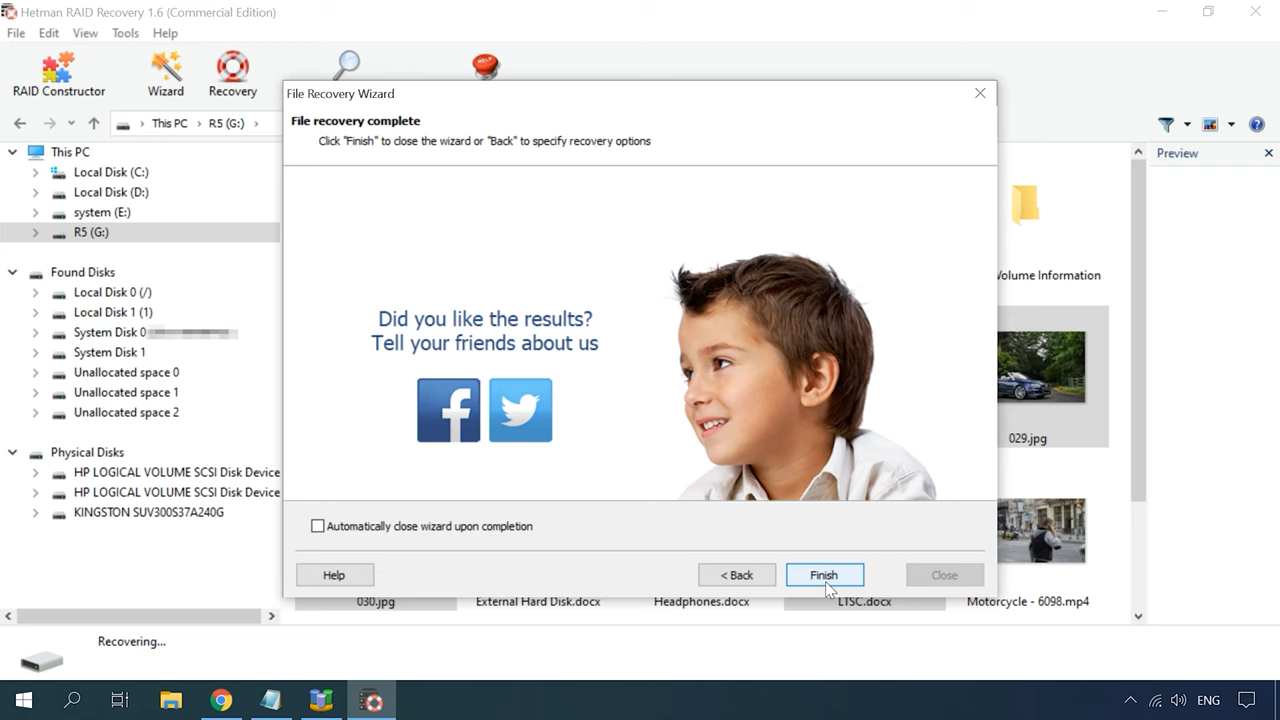 Hetman RAID Recovery 1.6 (Commercial Edition)
File Edit View Tools Help
RAID Constructor
Wizard
Recovery
HELP
This PC
R5 (G:)
This PC
Local Disk (C:)
Local Disk (D:)
system (E:)
R5 (G:)
Found Disks
Local Disk 0 (/)
Local Disk 1 (1)
System Disk 0
System Disk 1
Unallocated space 0
Unallocated space 1
Unallocated space 2
Physical Disks
HP LOGICAL VOLUME SCSI Disk Device
HP LOGICAL VOLUME SCSI Disk Device
KINGSTON SUV300S37A240G
File Recovery Wizard
File recovery complete
Click "Finish" to close the wizard or "Back" to specify recovery options
Did you like the results?
Tell your friends about us
Automatically close wizard upon completion
Help
< Back
Finish
Close
Preview
Volume Information
029.jpg
030.jpg
External Hard Disk.docx
Headphones.docx
LTSC.docx
Motorcycle - 6098.mp4
Recovering...
ENG